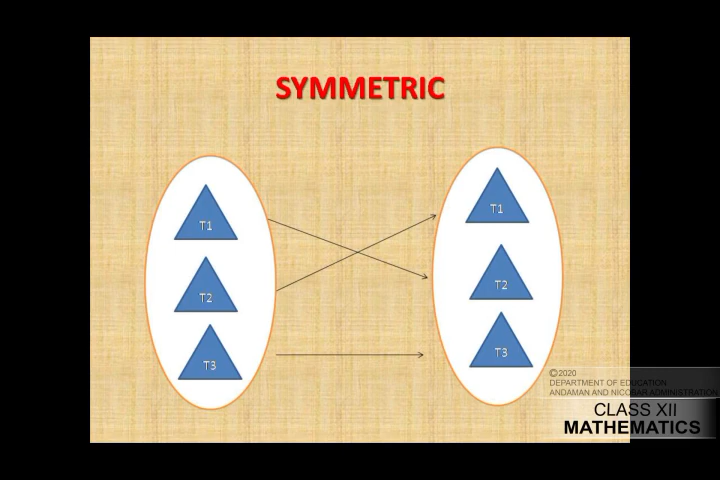 SYMMETRIC
T1
T1
T2
T2
T3
T3
©2020
DEPARTMENT OF EDUCATION
ANDAMAN AND NICOBAR ADMINISTRATION
CLASS XII
MATHEMATICS